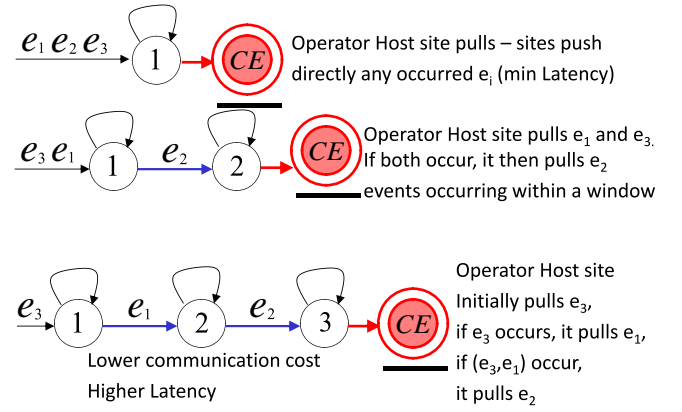 e1 e2 e3
1
CE
Operator Host site pulls – sites push
directly any occurred ei (min Latency)
e3 e1
1
e2
2
CE
Operator Host site pulls e1 and e3.
If both occur, it then pulls e2
events occurring within a window
e3
1
e1
2
e2
3
CE
Operator Host site
Initially pulls e3,
if e3 occurs, it pulls e1,
if (e3,e1) occur,
it pulls e2
Lower communication cost
Higher Latency